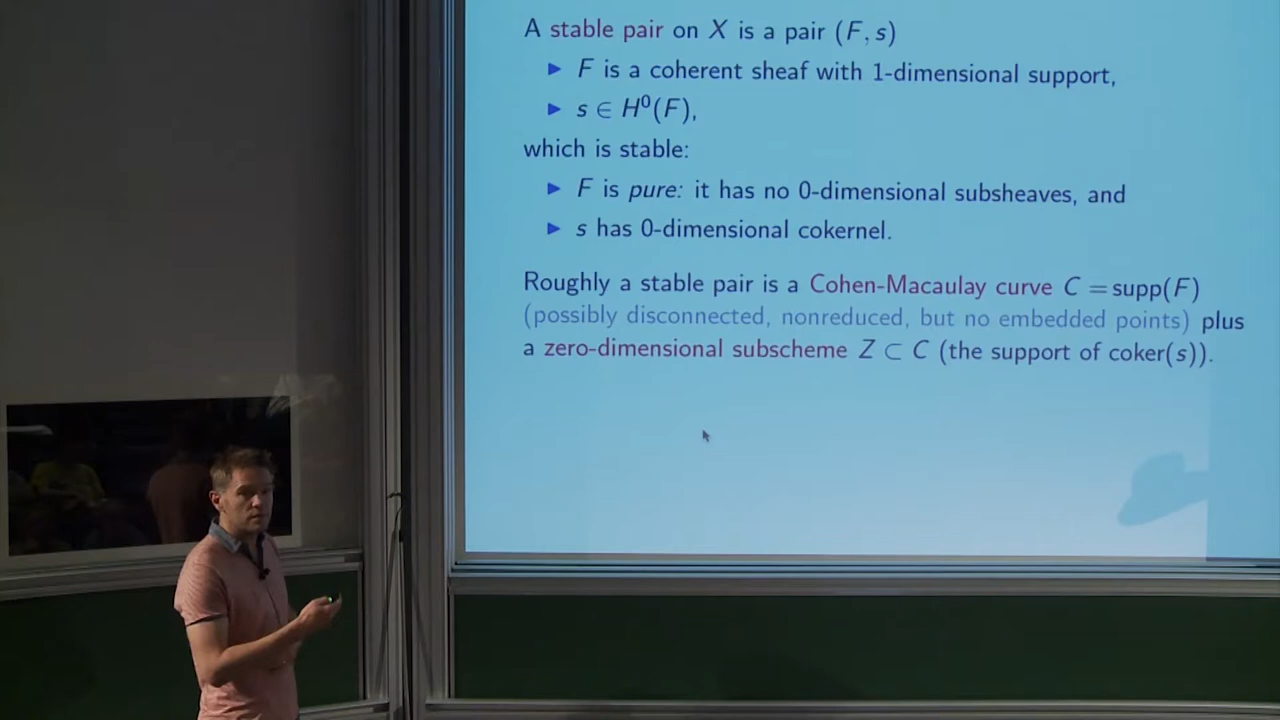 A stable pair on X is a pair (F, s)
▶ F is a coherent sheaf with 1-dimensional support,
▶ s ∈ H⁰(F),
which is stable:
▶ F is pure: it has no 0-dimensional subsheaves, and
▶ s has 0-dimensional cokernel.
Roughly a stable pair is a Cohen-Macaulay curve C = supp(F)
(possibly disconnected, nonreduced, but no embedded points) plus
a zero-dimensional subscheme Z ⊂ C (the support of coker(s)).